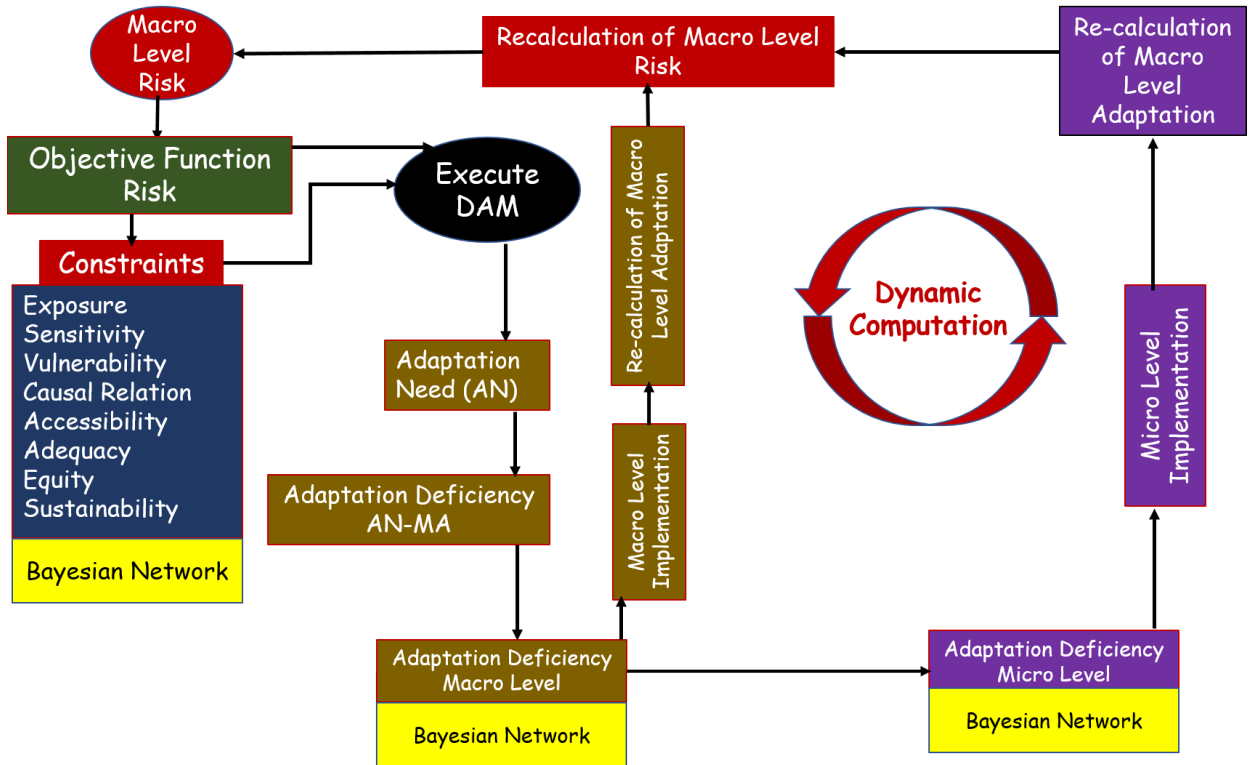 Macro
Level
Risk
Recalculation of Macro Level
Risk
Re-calculation
of Macro
Level
Adaptation
Objective Function
Risk
Execute
DAM
Constraints
Exposure
Sensitivity
Vulnerability
Causal Relation
Accessibility
Adequacy
Equity
Sustainability
Bayesian Network
Adaptation
Need (AN)
Adaptation Deficiency
AN-MA
Re-calculation of Macro
Level Adaptation
Macro Level
Implementation
Dynamic
Computation
Micro Level
Implementation
Adaptation Deficiency
Macro Level
Bayesian Network
Adaptation Deficiency
Micro Level
Bayesian Network